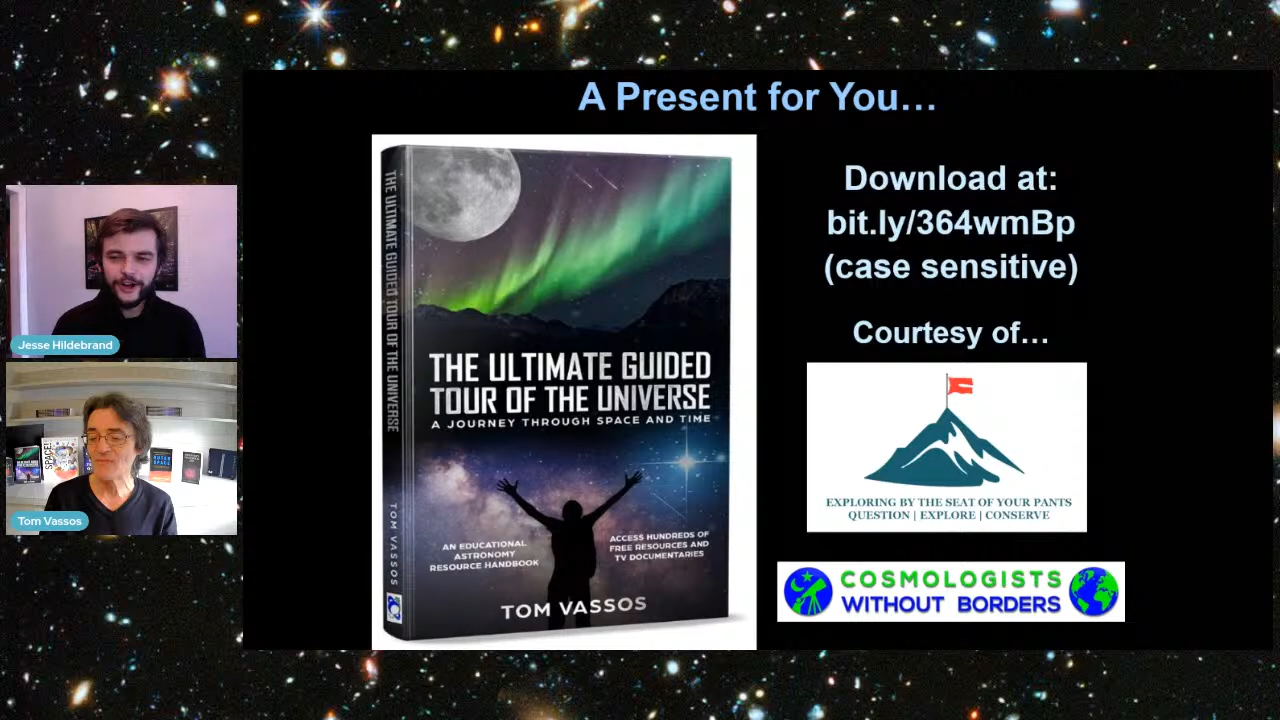 A Present for You…
THE ULTIMATE GUIDED TOUR OF THE UNIVERSE
TOM VASSOS
THE ULTIMATE GUIDED
TOUR OF THE UNIVERSE
A JOURNEY THROUGH SPACE AND TIME
AN EDUCATIONAL
ASTRONOMY
RESOURCE HANDBOOK
ACCESS HUNDREDS OF
FREE RESOURCES AND
TV DOCUMENTARIES
TOM VASSOS
Download at:
bit.ly/364wmBp
(case sensitive)
Courtesy of…
EXPLORING BY THE SEAT OF YOUR PANTS
QUESTION | EXPLORE | CONSERVE
COSMOLOGISTS
WITHOUT BORDERS
Jesse Hildebrand
SPACE!
Tom Vassos